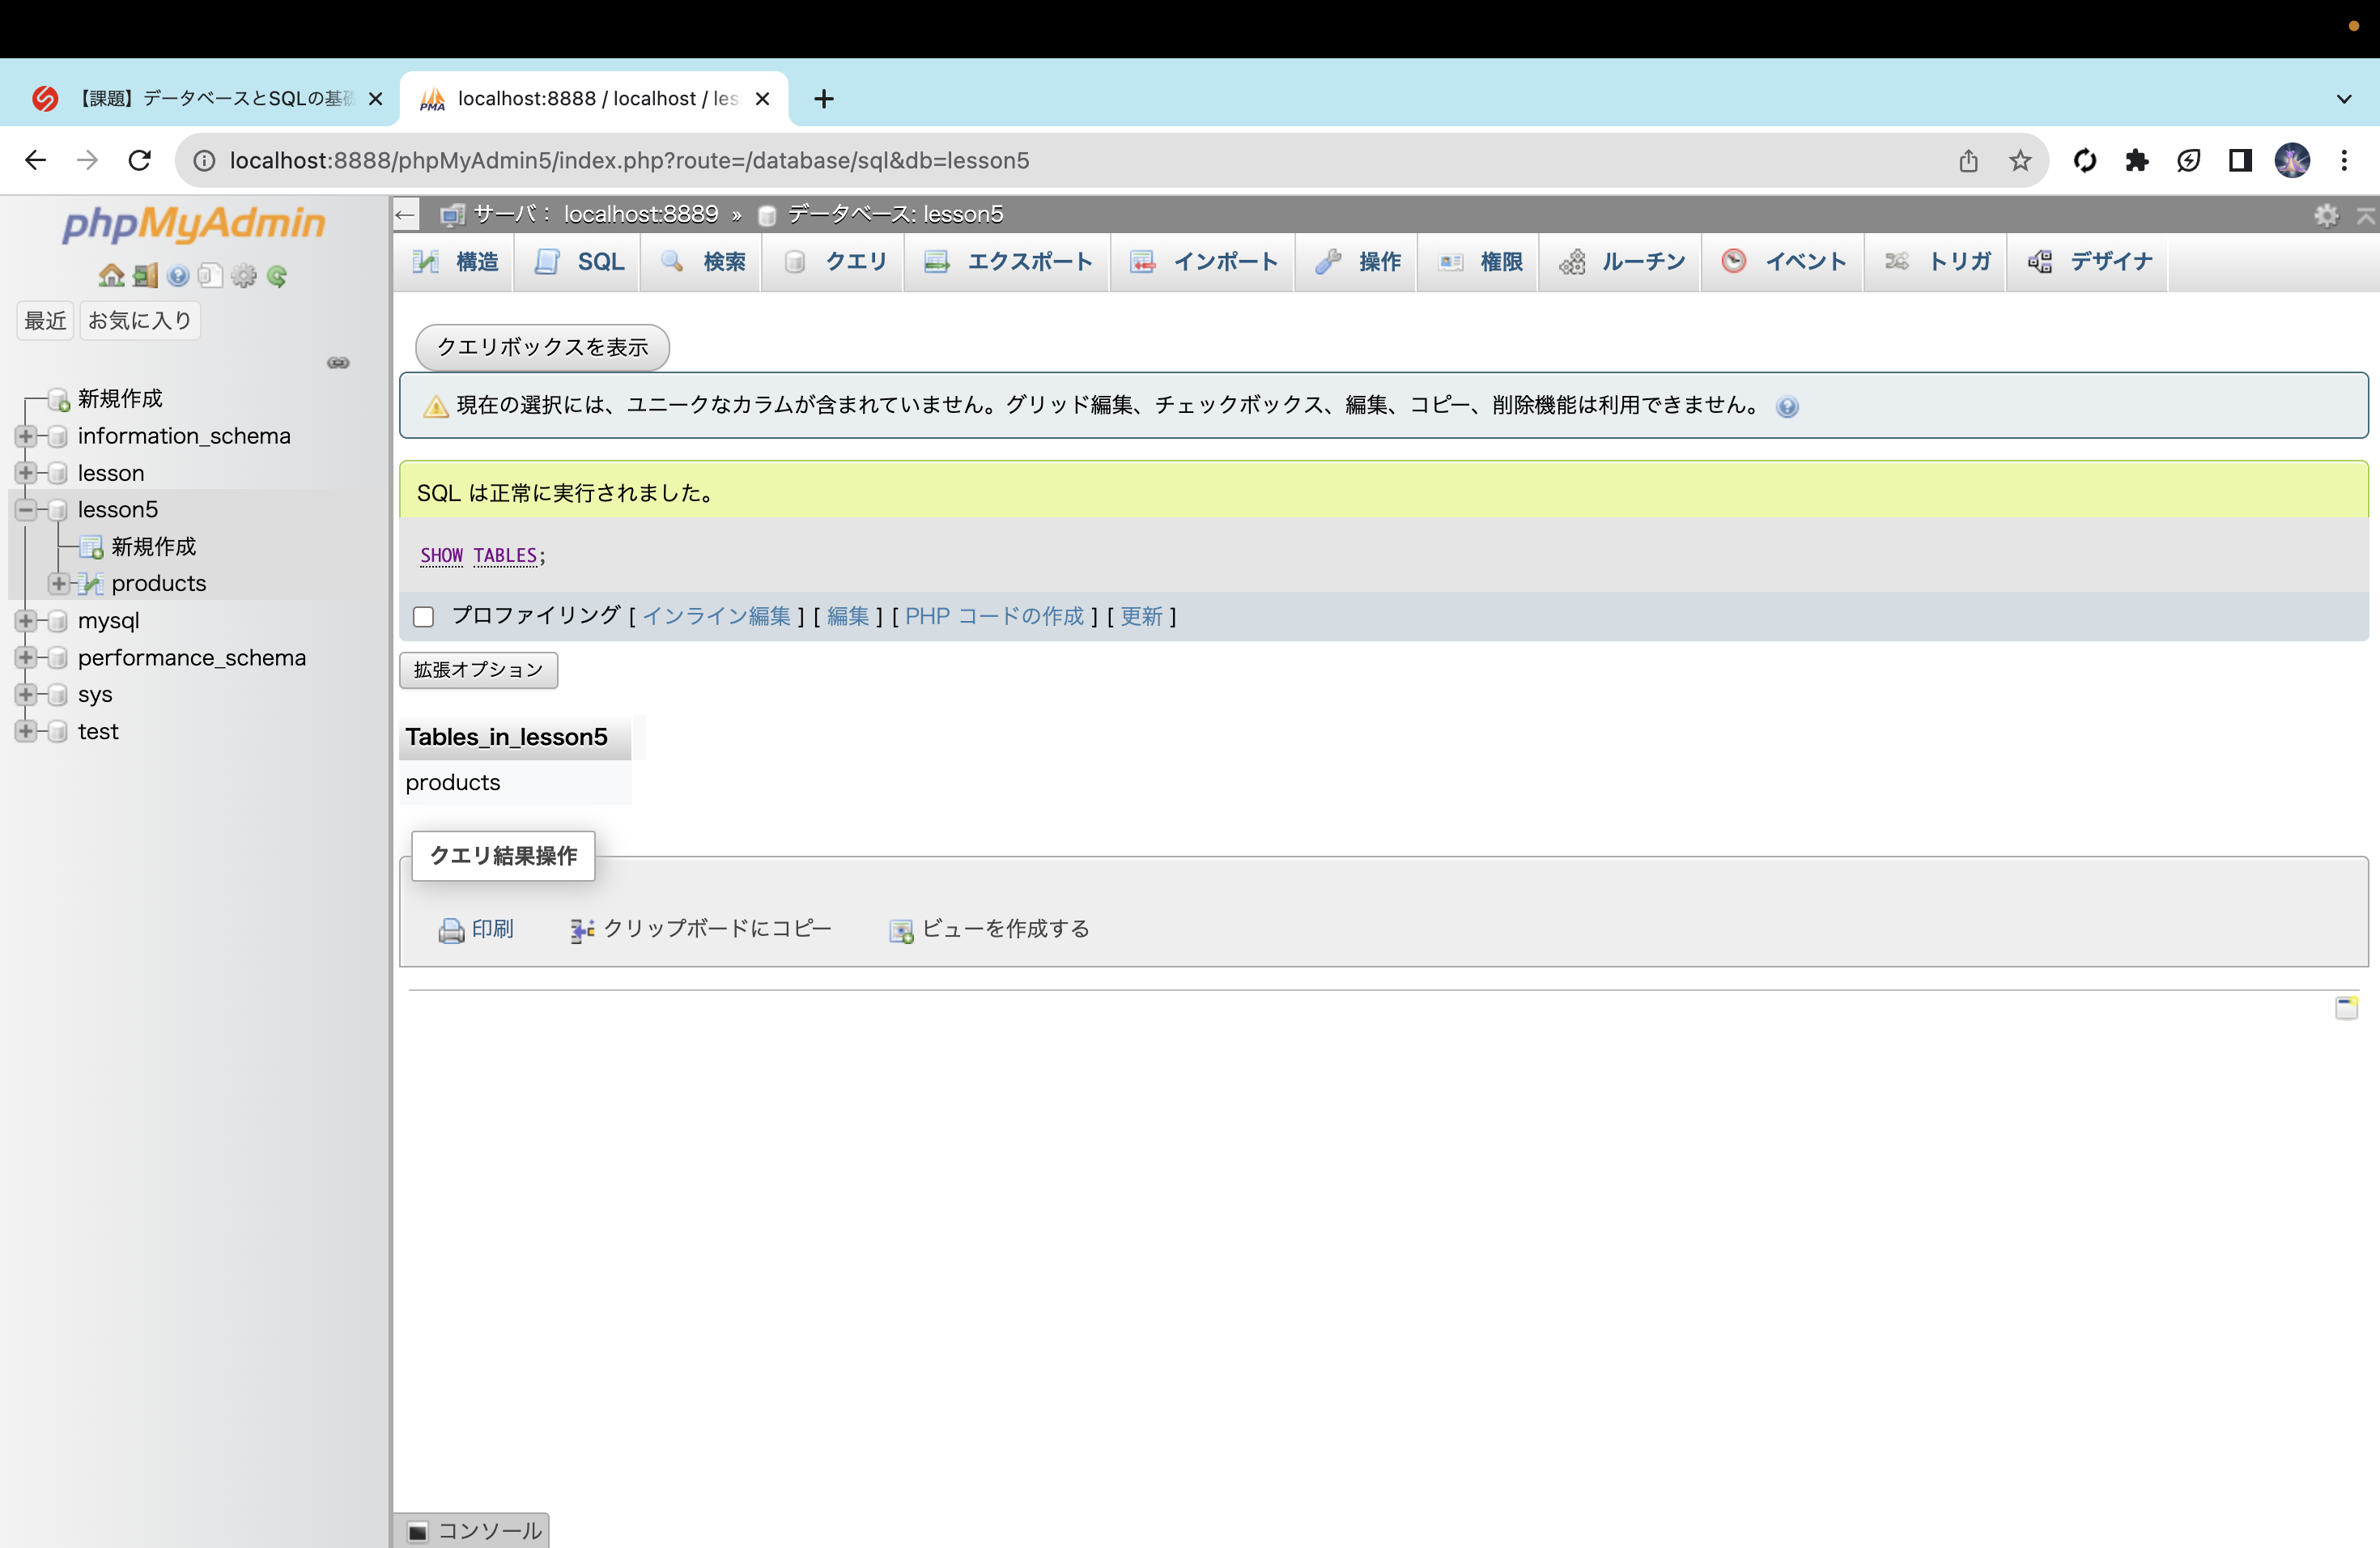 【課題】データベースとSQLの基礎
localhost:8888 / localhost / les
localhost:8888/phpMyAdmin5/index.php?route=/database/sql&db=lesson5
phpMyAdmin
最近 お気に入り
新規作成
information_schema
lesson
lesson5
新規作成
products
mysql
performance_schema
sys
test
サーバ： localhost:8889 » データベース: lesson5
構造 SQL 検索 クエリ エクスポート インポート 操作 権限 ルーチン イベント トリガ デザイナ
クエリボックスを表示
現在の選択には、ユニークなカラムが含まれていません。グリッド編集、チェックボックス、編集、コピー、削除機能は利用できません。
SQL は正常に実行されました。
SHOW TABLES;
プロファイリング [ インライン編集 ] [ 編集 ] [ PHP コードの作成 ] [ 更新 ]
拡張オプション
Tables_in_lesson5
products
クエリ結果操作
印刷 クリップボードにコピー ビューを作成する
コンソール